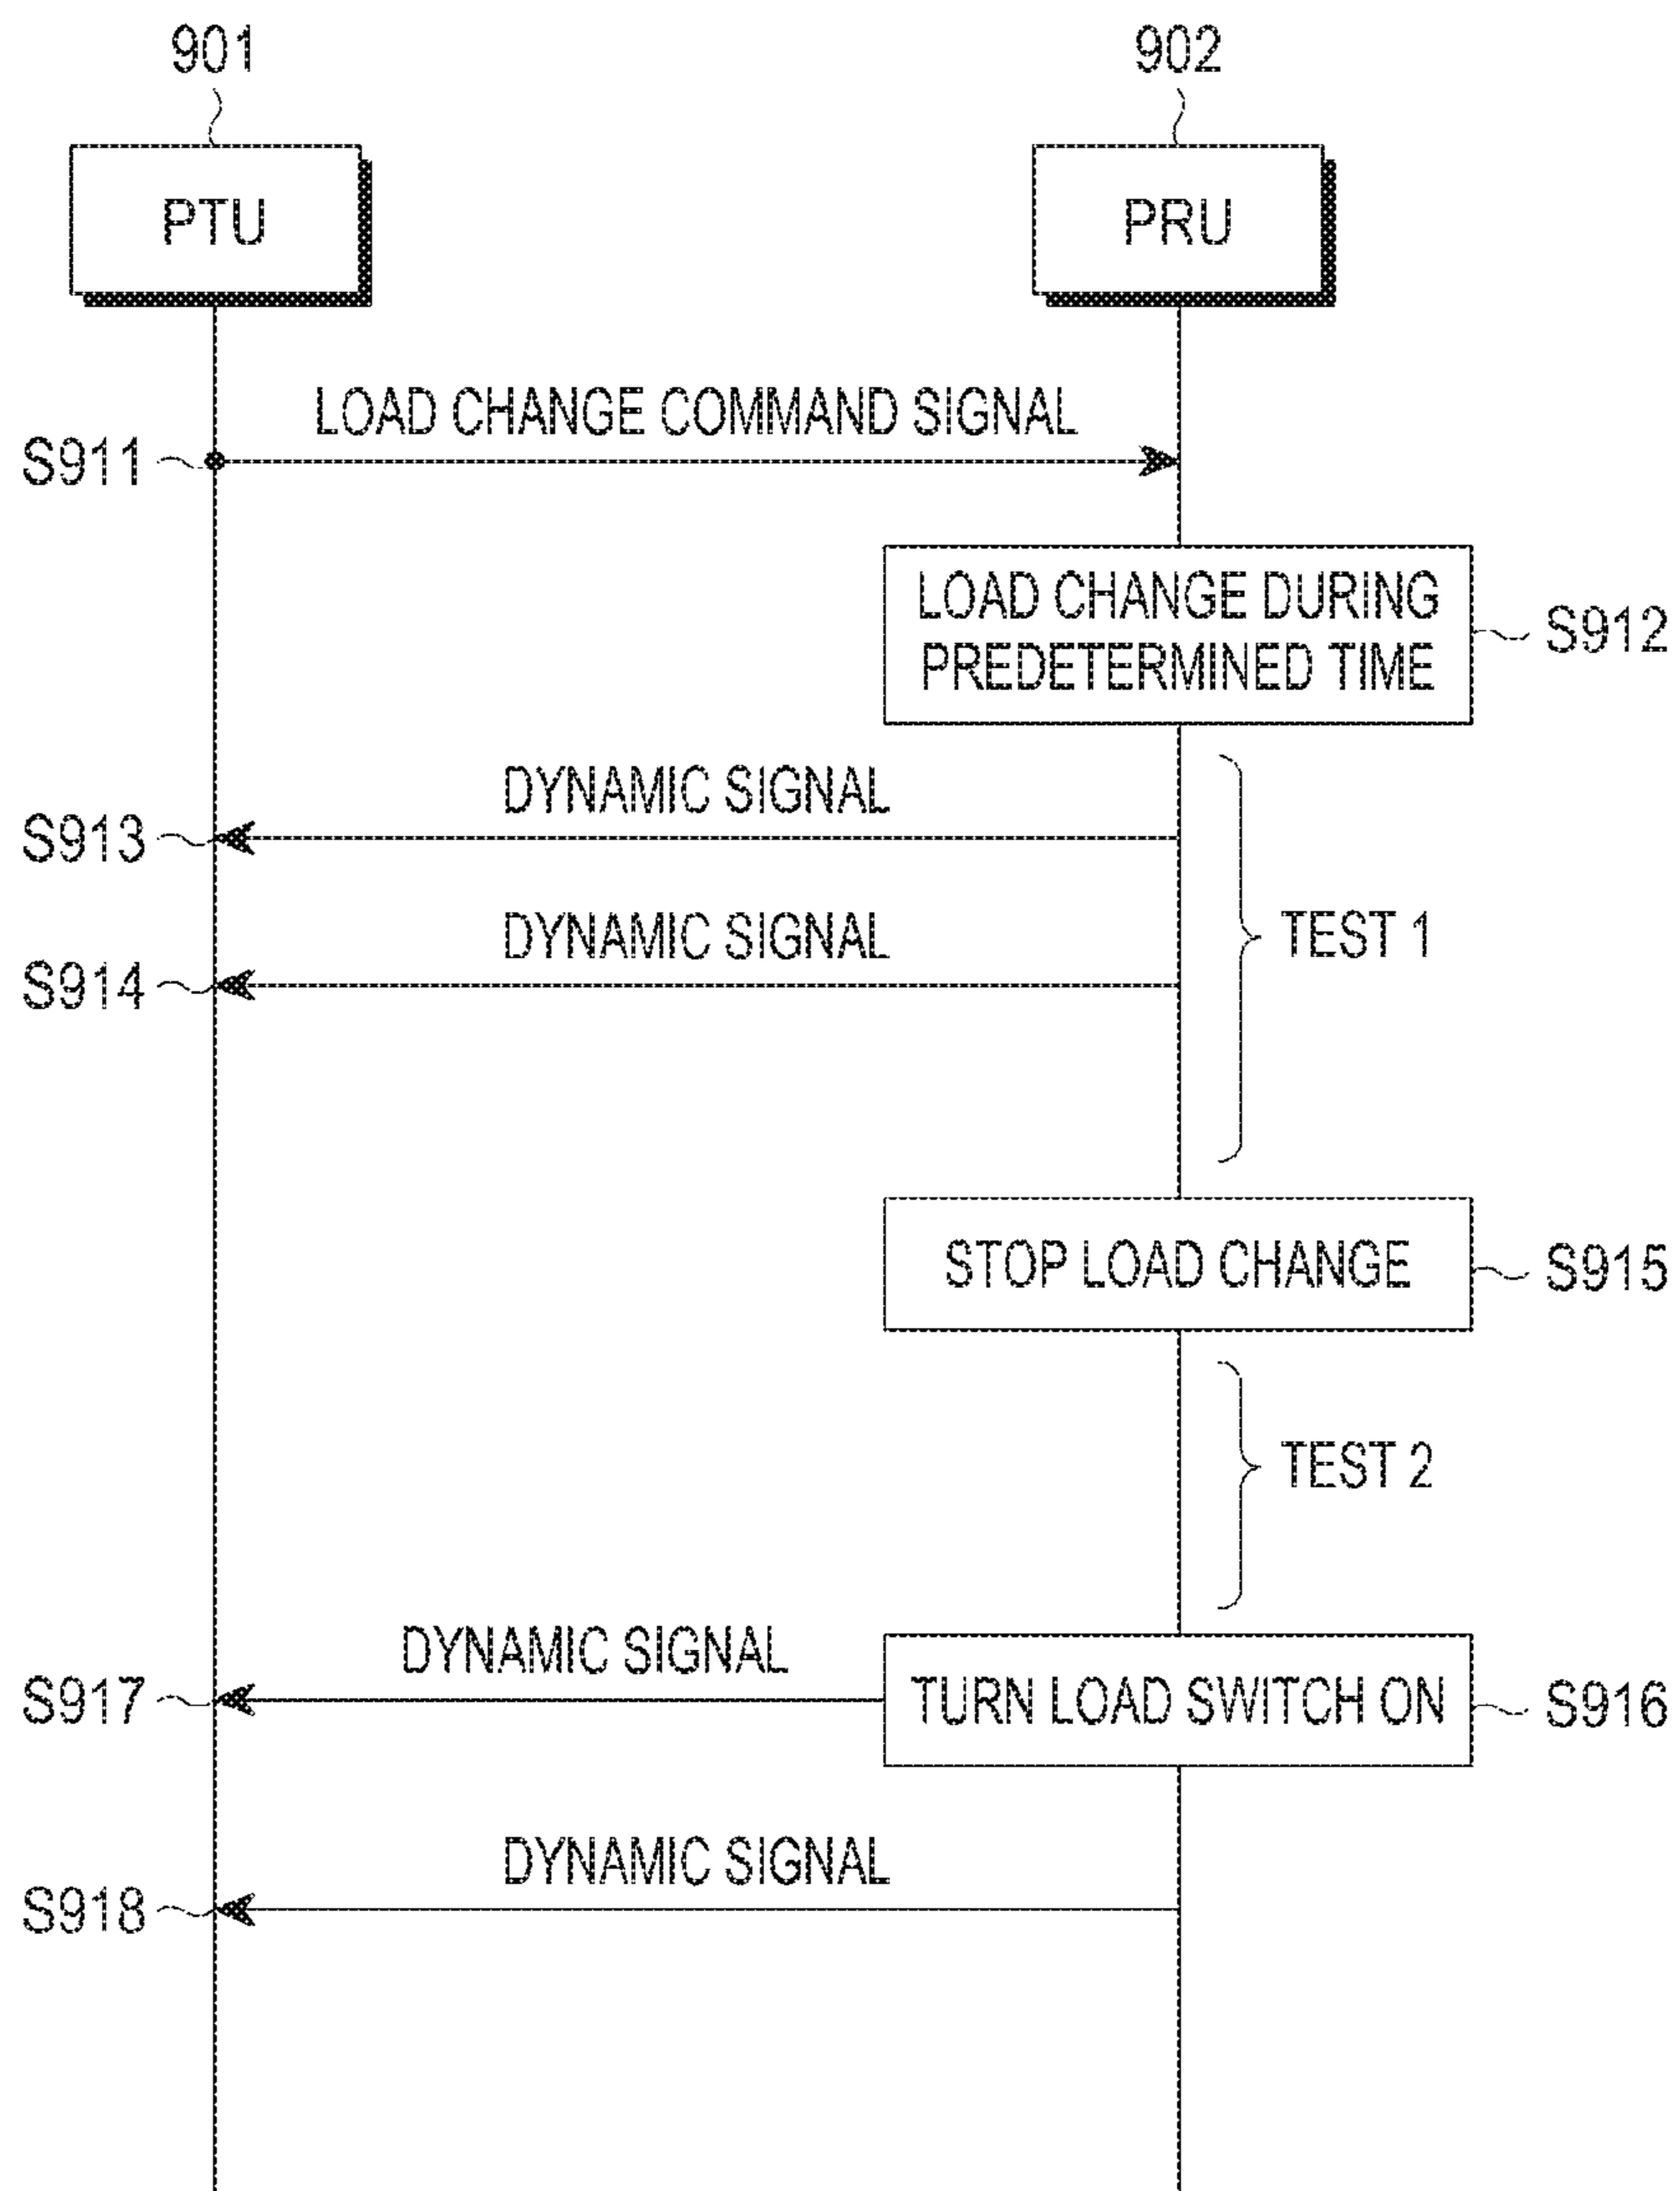 901
902
PTU
PRU
LOAD CHANGE COMMAND SIGNAL
S911
LOAD CHANGE DURING
PREDETERMINED TIME
S912
DYNAMIC SIGNAL
S913
DYNAMIC SIGNAL
TEST 1
S914
STOP LOAD CHANGE
S915
TEST 2
DYNAMIC SIGNAL
S917
TURN LOAD SWITCH ON
S916
DYNAMIC SIGNAL
S918